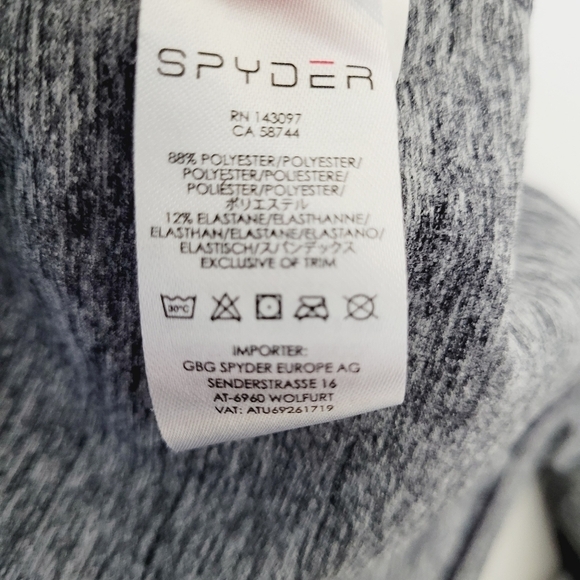 SPYDER
RN 143097
CA 58744
88% POLYESTER/POLYESTER/
POLYESTER/POLIESTERE/
POLIÉSTER/POLYESTER/
ポリエステル
12% ELASTANE/ELASTHANNE/
ELASTHAN/ELASTANE/ELASTANO/
ELASTISCH/スパンデックス
EXCLUSIVE OF TRIM
30°C
IMPORTER:
GBG SPYDER EUROPE AG
SENDERSTRASSE 16
AT-6960 WOLFURT
VAT: ATU69261719